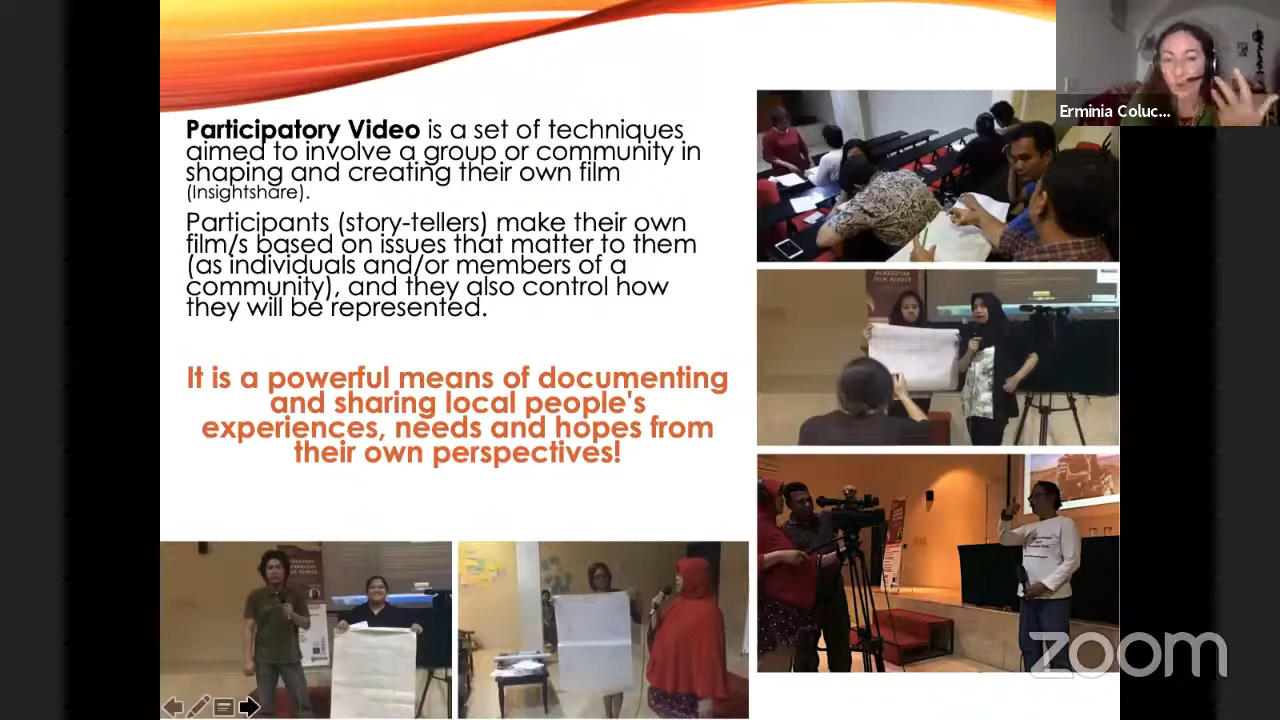 Participatory Video is a set of techniques
aimed to involve a group or community in
shaping and creating their own film
(Insightshare).
Participants (story-tellers) make their own
film/s based on issues that matter to them
(as individuals and/or members of a
community), and they also control how
they will be represented.
It is a powerful means of documenting
and sharing local people's
experiences, needs and hopes from
their own perspectives!
Erminia Coluc...
zoom